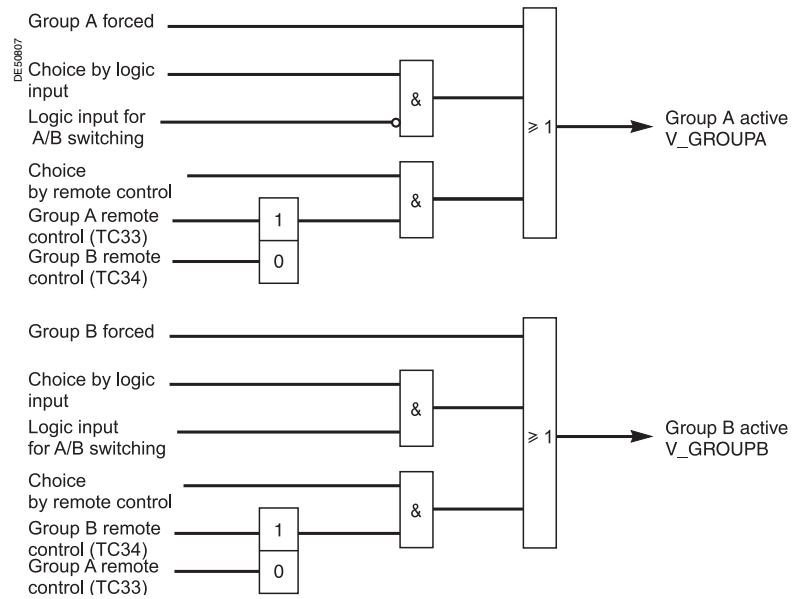 DE50807
Group A forced
Choice by logic
input
&
Logic input for
A/B switching
≥ 1
Group A active
V_GROUPA
Choice
by remote control
&
Group A remote
control (TC33)
1
Group B remote
control (TC34)
0
Group B forced
Choice by logic
input
&
Logic input
for A/B switching
≥ 1
Group B active
V_GROUPB
Choice
by remote control
&
Group B remote
control (TC34)
1
Group A remote
control (TC33)
0